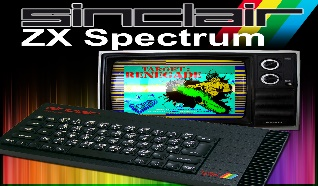 sinclair
ZX Spectrum
TARGET:
RENEGADE